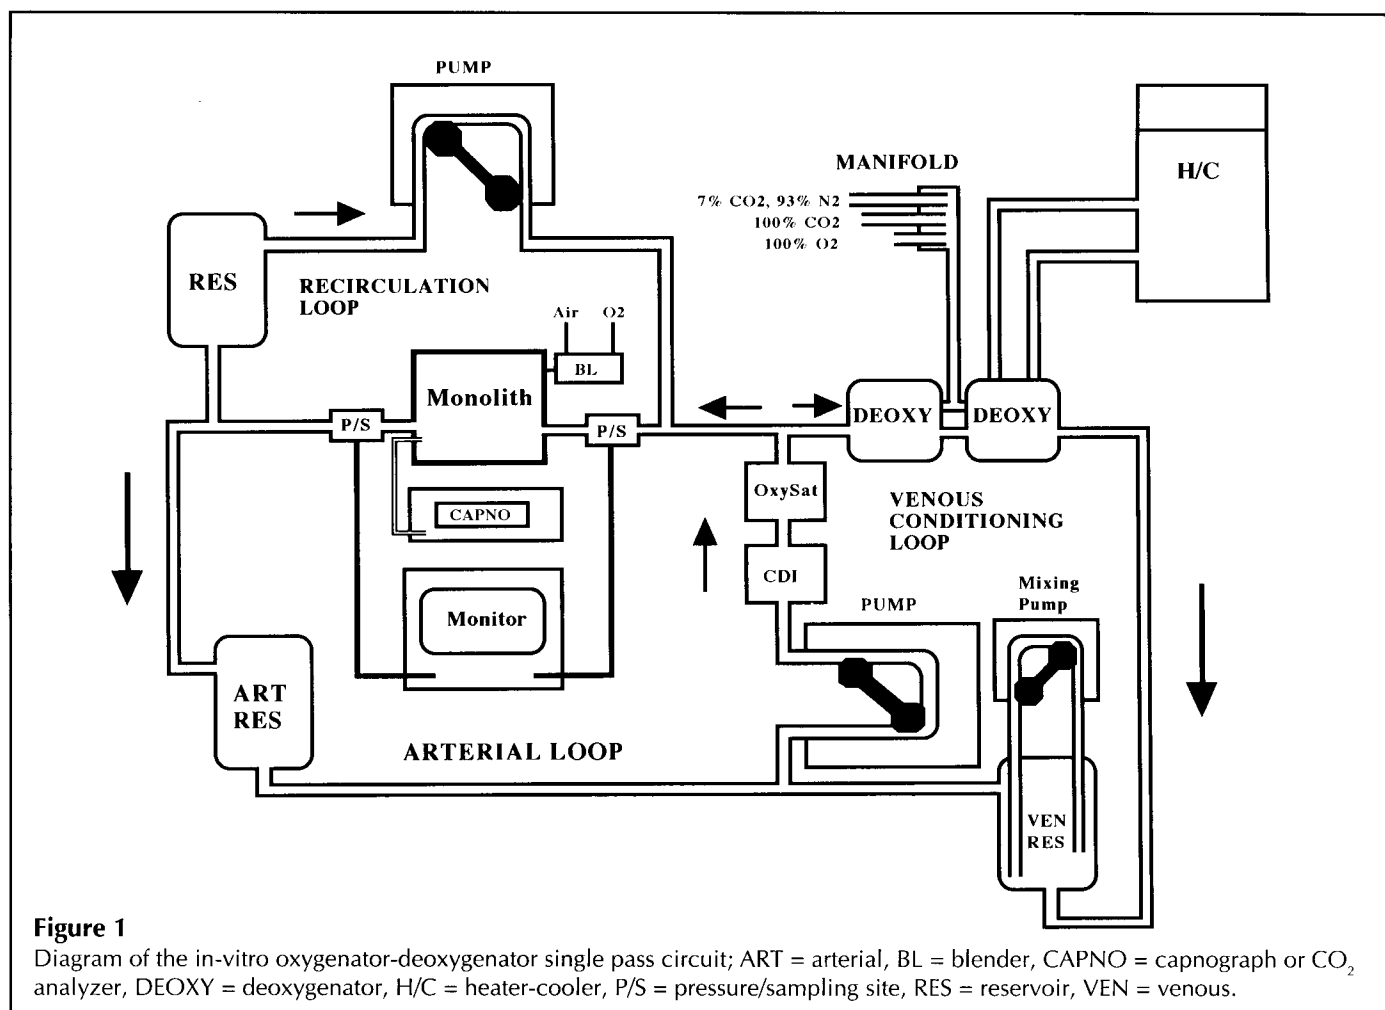 PUMP
MANIFOLD
H/C
7% CO2, 93% N2
100% CO2
100% O2
RES
RECIRCULATION
LOOP
Air
O2
BL
Monolith
P/S
P/S
DEOXY
DEOXY
OxySat
CAPNO
VENOUS
CONDITIONING
LOOP
CDI
Mixing
Pump
PUMP
Monitor
ART
RES
ARTERIAL LOOP
VEN
RES
Figure 1
Diagram of the in-vitro oxygenator-deoxygenator single pass circuit; ART = arterial, BL = blender, CAPNO = capnograph or CO₂
analyzer, DEOXY = deoxygenator, H/C = heater-cooler, P/S = pressure/sampling site, RES = reservoir, VEN = venous.